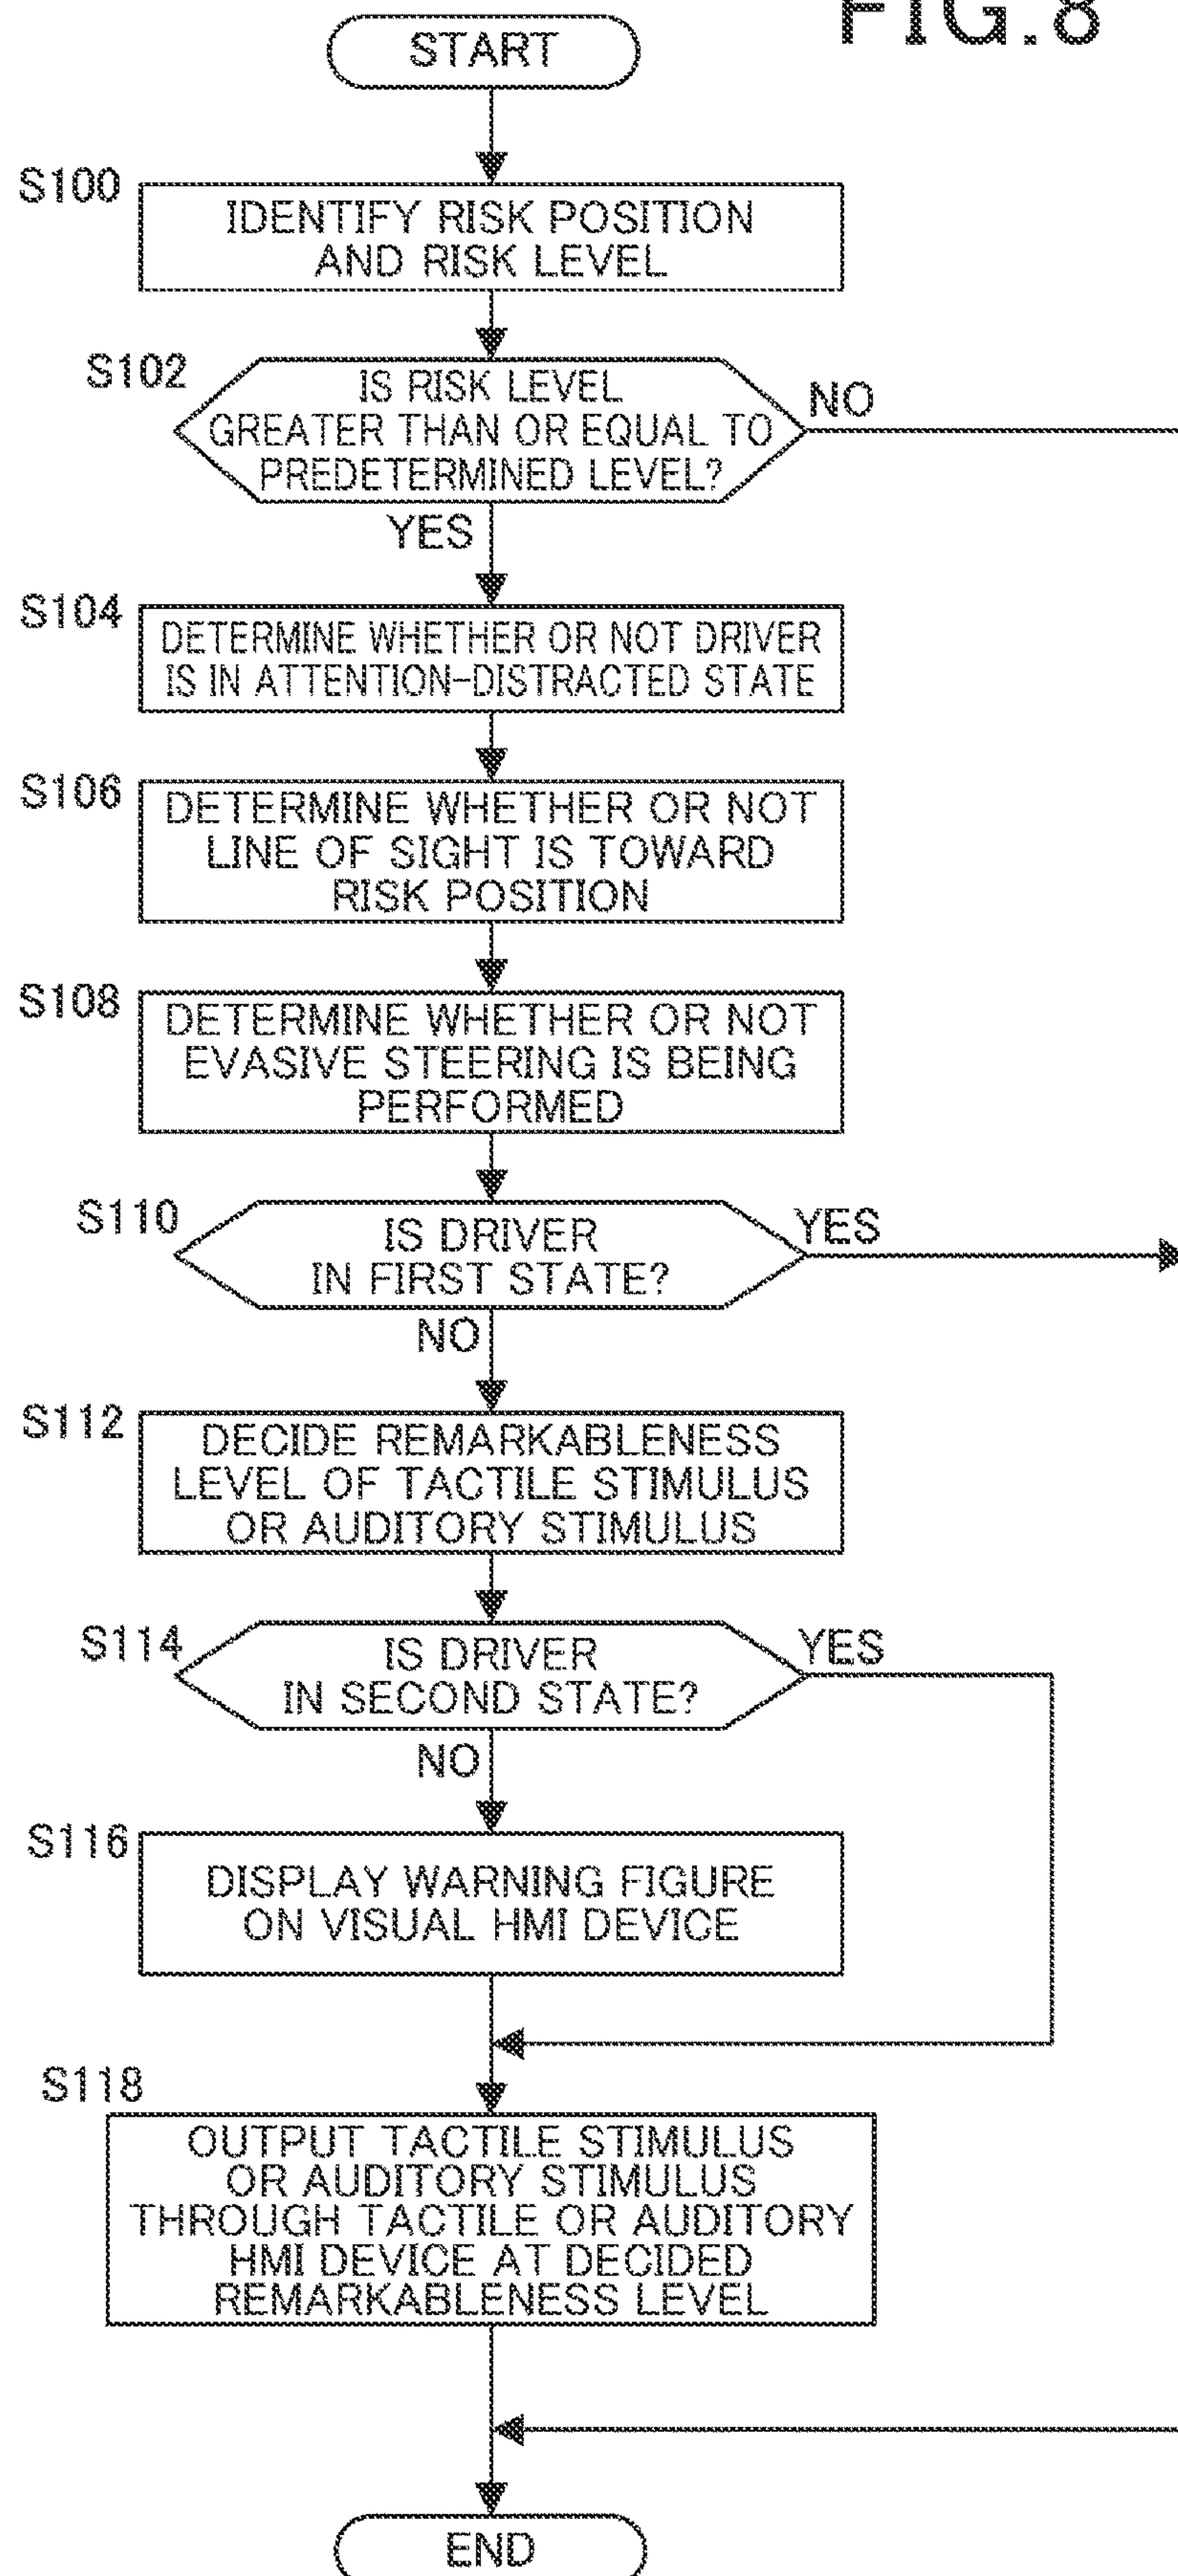 FIG.8
START
S100
IDENTIFY RISK POSITION
AND RISK LEVEL
S102
IS RISK LEVEL
GREATER THAN OR EQUAL TO
PREDETERMINED LEVEL?
NO
YES
S104
DETERMINE WHETHER OR NOT DRIVER
IS IN ATTENTION-DISTRACTED STATE
S106
DETERMINE WHETHER OR NOT
LINE OF SIGHT IS TOWARD
RISK POSITION
S108
DETERMINE WHETHER OR NOT
EVASIVE STEERING IS BEING
PERFORMED
S110
IS DRIVER
IN FIRST STATE?
YES
NO
S112
DECIDE REMARKABLENESS
LEVEL OF TACTILE STIMULUS
OR AUDITORY STIMULUS
S114
IS DRIVER
IN SECOND STATE?
YES
NO
S116
DISPLAY WARNING FIGURE
ON VISUAL HMI DEVICE
S118
OUTPUT TACTILE STIMULUS
OR AUDITORY STIMULUS
THROUGH TACTILE OR AUDITORY
HMI DEVICE AT DECIDED
REMARKABLENESS LEVEL
END